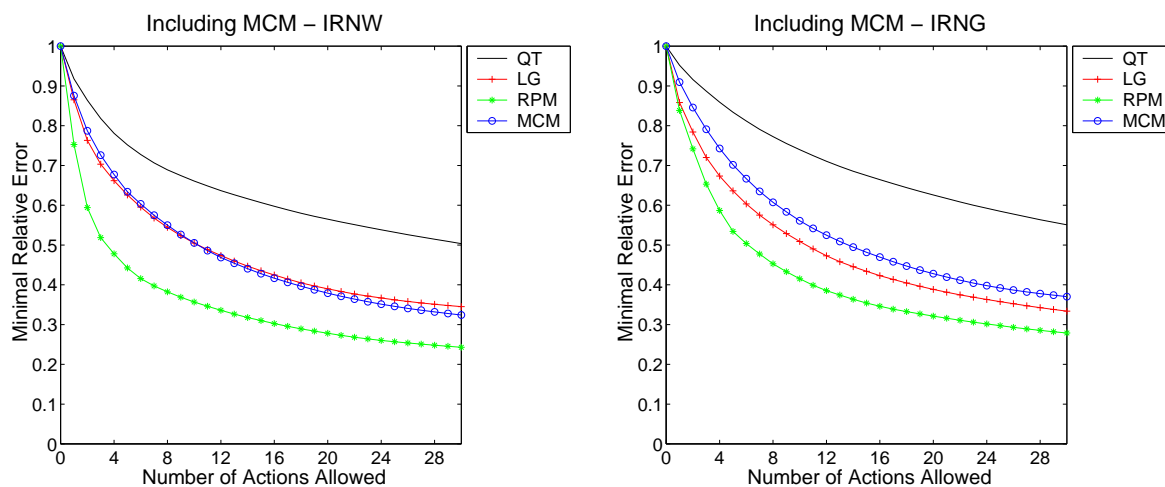 Including MCM – IRNW
1
0.9
0.8
0.7
0.6
0.5
0.4
0.3
0.2
0.1
0
Minimal Relative Error
0 4 8 12 16 20 24 28
Number of Actions Allowed
QT
LG
RPM
MCM
Including MCM – IRNG
1
0.9
0.8
0.7
0.6
0.5
0.4
0.3
0.2
0.1
0
Minimal Relative Error
0 4 8 12 16 20 24 28
Number of Actions Allowed
QT
LG
RPM
MCM